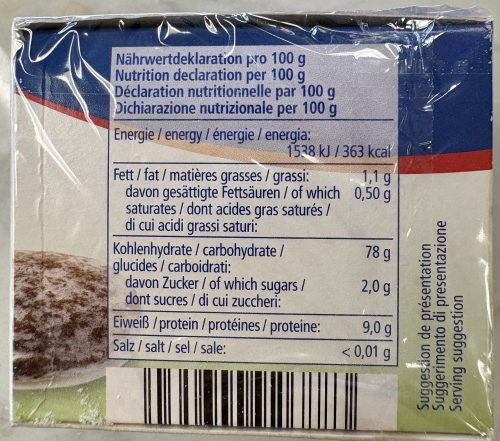 Nährwertdeklaration pro 100 g
Nutrition declaration per 100 g
Déclaration nutritionnelle par 100 g
Dichiarazione nutrizionale per 100 g
Energie / energy / énergie / energia:
1538 kJ / 363 kcal
Fett / fat / matières grasses / grassi: 1,1 g
davon gesättigte Fettsäuren / of which 0,50 g
saturates / dont acides gras saturés /
di cui acidi grassi saturi:
Kohlenhydrate / carbohydrate / 78 g
glucides / carboidrati:
davon Zucker / of which sugars / 2,0 g
dont sucres / di cui zuccheri:
Eiweiß / protein / protéines / proteine: 9,0 g
Salz / salt / sel / sale: < 0,01 g
Suggestion de présentation
Suggerimento di presentazione
Serving suggestion